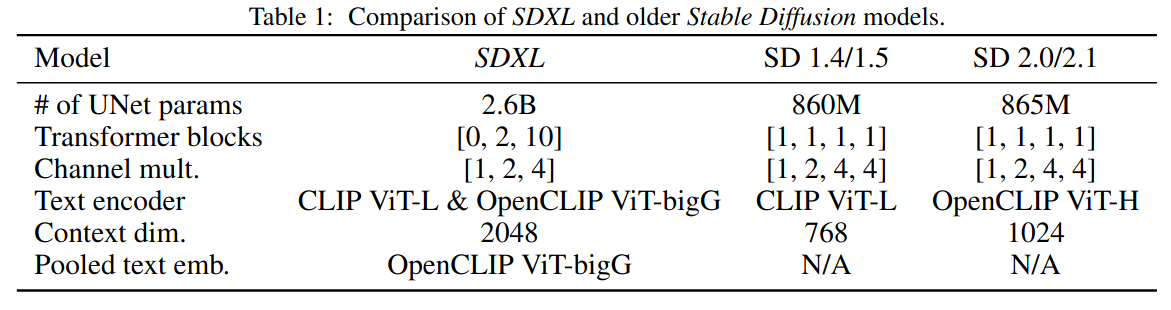 Table 1: Comparison of SDXL and older Stable Diffusion models.
Model SDXL SD 1.4/1.5 SD 2.0/2.1
# of UNet params 2.6B 860M 865M
Transformer blocks [0, 2, 10] [1, 1, 1, 1] [1, 1, 1, 1]
Channel mult. [1, 2, 4] [1, 2, 4, 4] [1, 2, 4, 4]
Text encoder CLIP ViT-L & OpenCLIP ViT-bigG CLIP ViT-L OpenCLIP ViT-H
Context dim. 2048 768 1024
Pooled text emb. OpenCLIP ViT-bigG N/A N/A